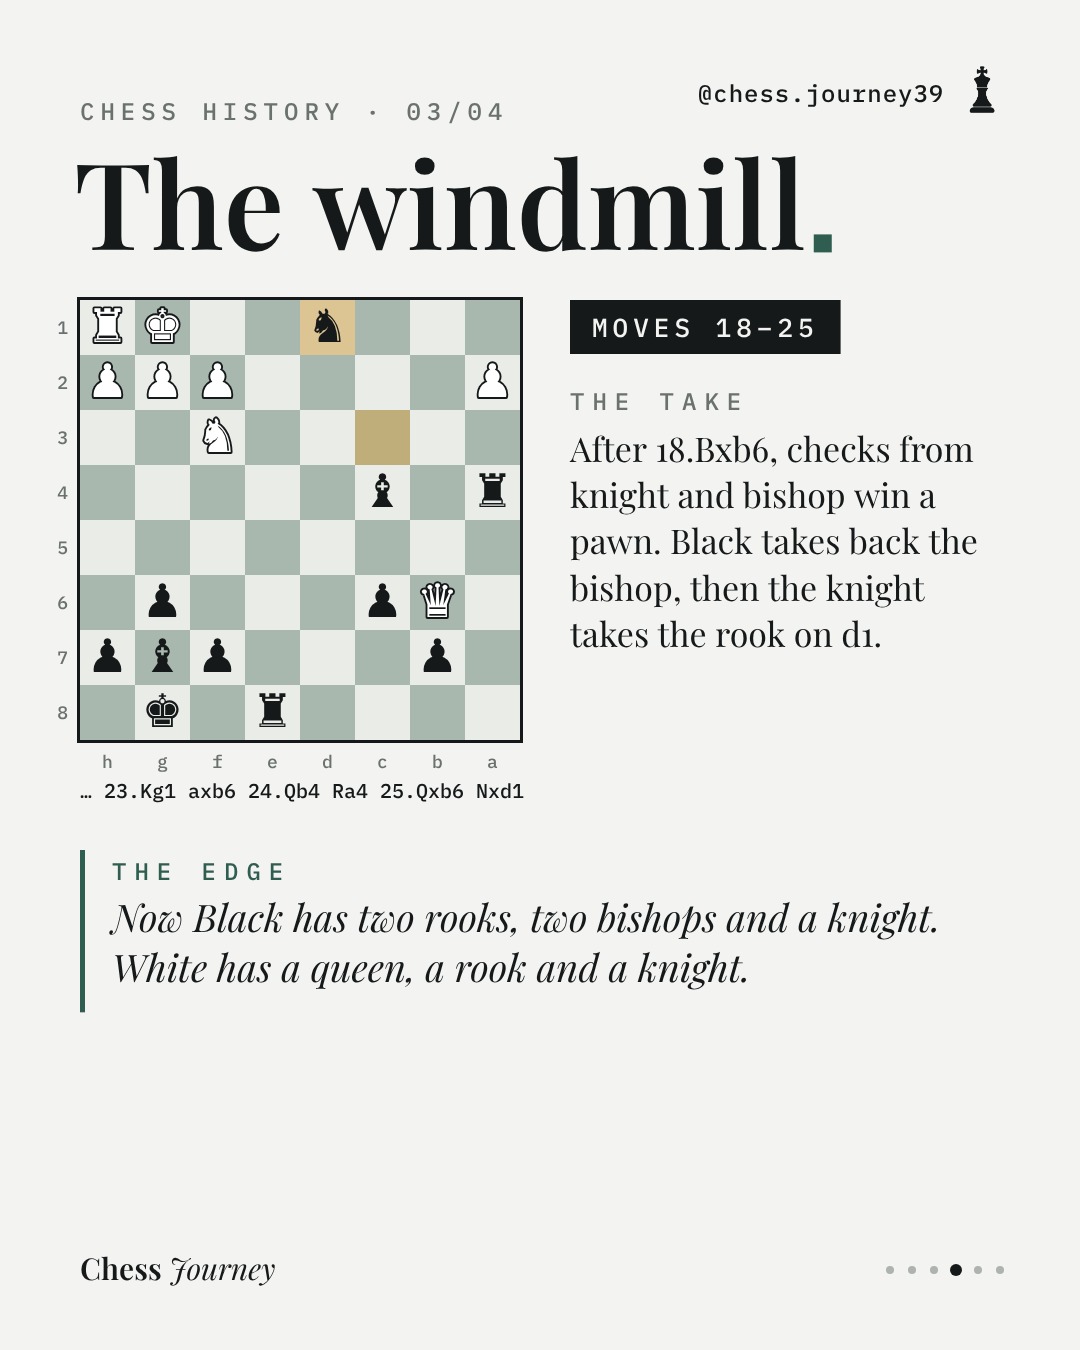 CHESS HISTORY · 03/04
@chess.journey39
The windmill.
1
2
3
4
5
6
7
8
h g f e d c b a
… 23.Kg1 axb6 24.Qb4 Ra4 25.Qxb6 Nxd1
MOVES 18–25
THE TAKE
After 18.Bxb6, checks from
knight and bishop win a
pawn. Black takes back the
bishop, then the knight
takes the rook on d1.
THE EDGE
Now Black has two rooks, two bishops and a knight.
White has a queen, a rook and a knight.
Chess Journey